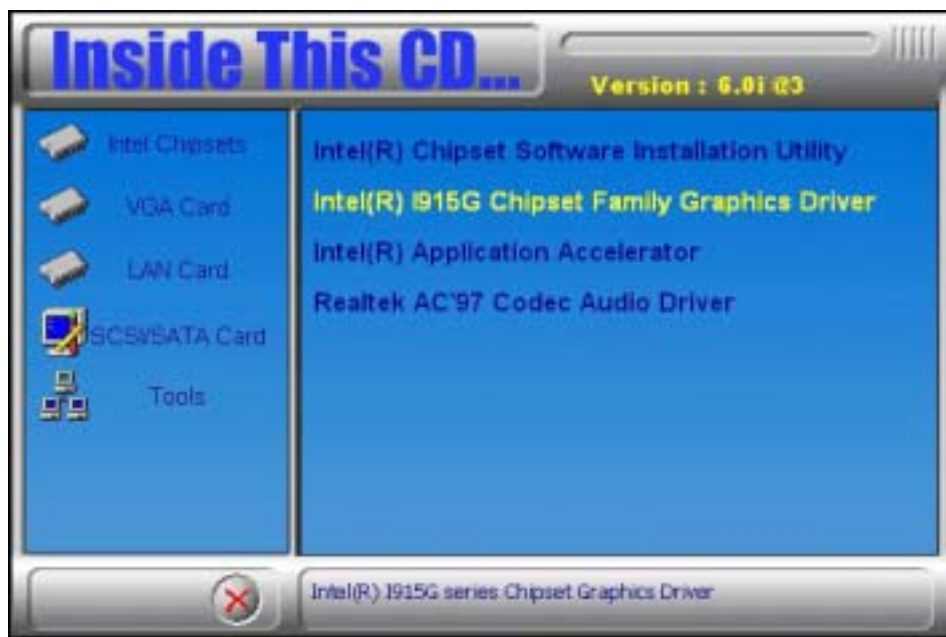 Inside This CD...
Version : 6.0i @3
Intel Chipsets
VGA Card
LAN Card
SCSI/SATA Card
Tools
Intel(R) Chipset Software Installation Utility
Intel(R) I915G Chipset Family Graphics Driver
Intel(R) Application Accelerator
Realtek AC'97 Codec Audio Driver
Intel(R) I915G series Chipset Graphics Driver